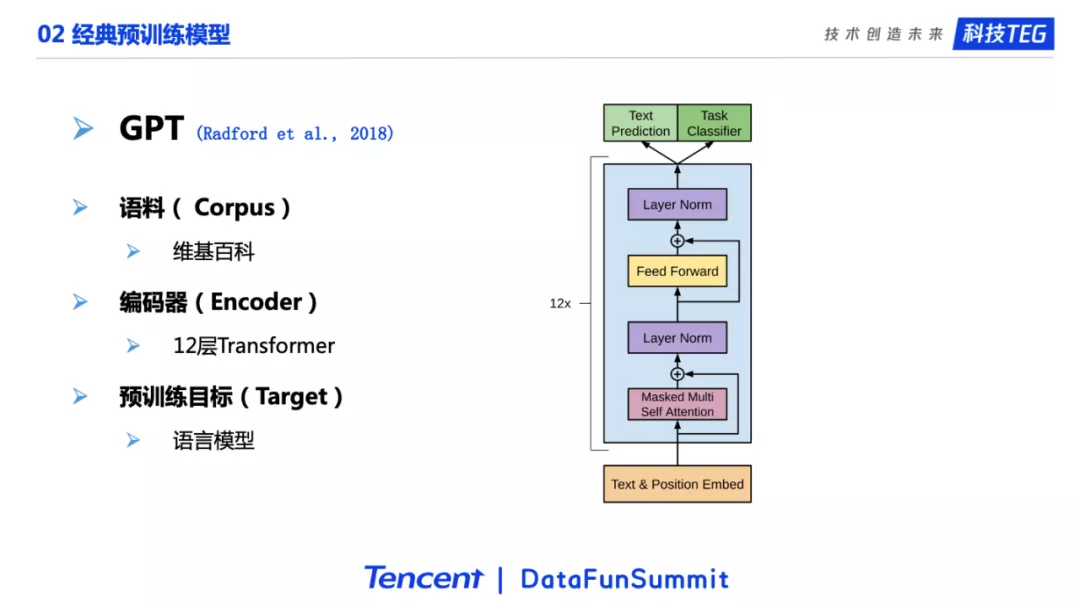 02 经典预训练模型
技术创造未来 科技TEG
GPT (Radford et al., 2018)
语料（ Corpus ）
维基百科
编码器（Encoder）
12层Transformer
预训练目标（Target）
语言模型
Text
Prediction
Task
Classifier
Layer Norm
Feed Forward
12x
Layer Norm
Masked Multi
Self Attention
Text & Position Embed
Tencent | DataFunSummit